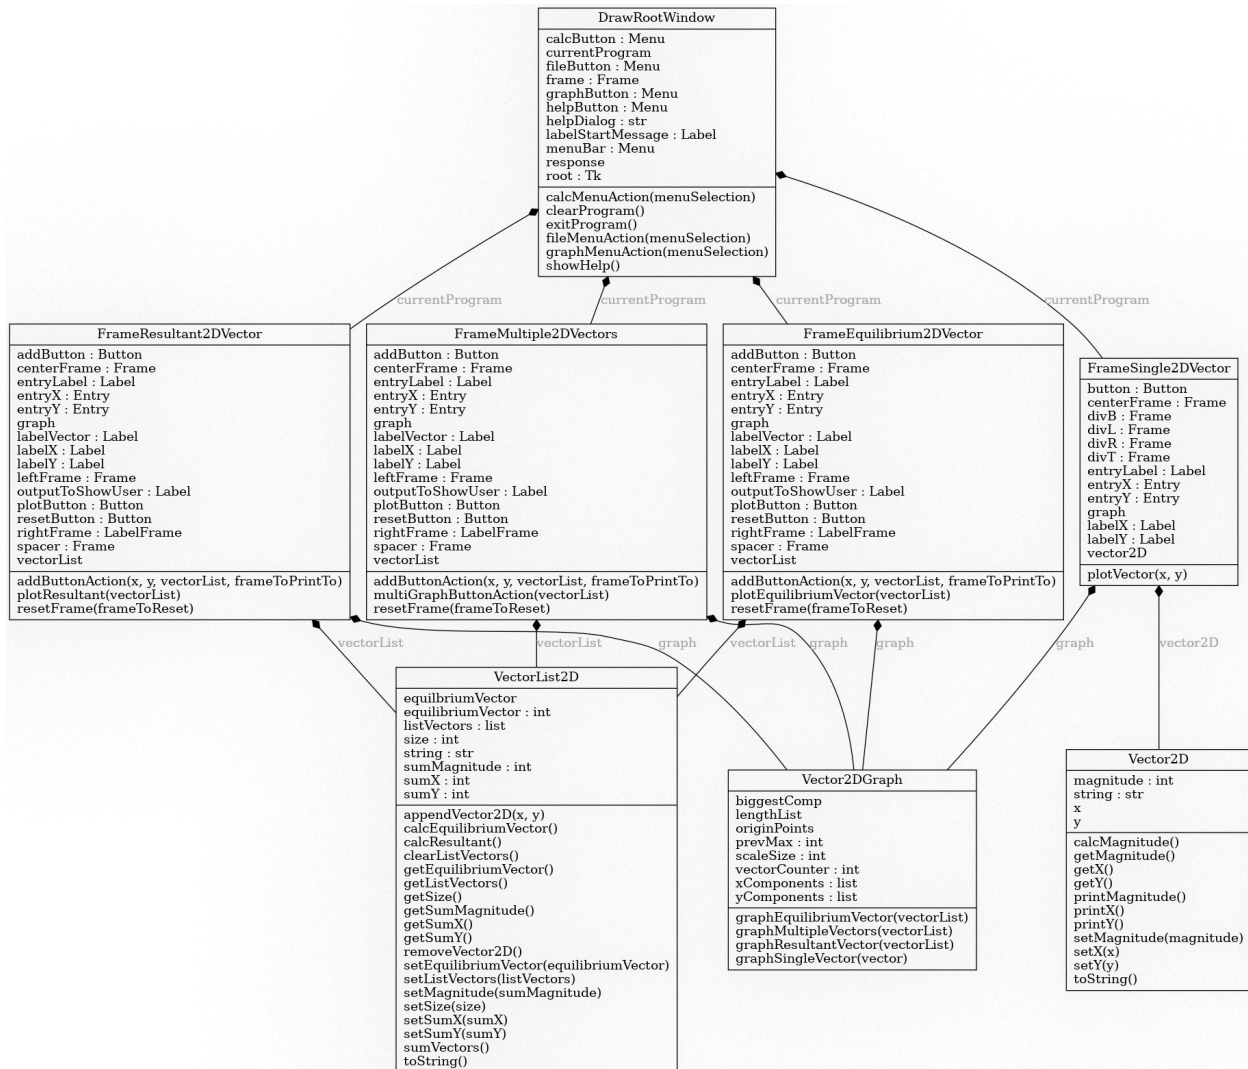 DrawRootWindow
calcButton : Menu
currentProgram
fileButton : Menu
frame : Frame
graphButton : Menu
helpButton : Menu
helpDialog : str
labelStartMessage : Label
menuBar : Menu
response
root : Tk
calcMenuAction(menuSelection)
clearProgram()
exitProgram()
fileMenuAction(menuSelection)
graphMenuAction(menuSelection)
showHelp()
currentProgram
currentProgram
currentProgram
currentProgram
FrameResultant2DVector
addButton : Button
centerFrame : Frame
entryLabel : Label
entryX : Entry
entryY : Entry
graph
labelVector : Label
labelX : Label
labelY : Label
leftFrame : Frame
outputToShowUser : Label
plotButton : Button
resetButton : Button
rightFrame : LabelFrame
spacer : Frame
vectorList
addButtonAction(x, y, vectorList, frameToPrintTo)
plotResultant(vectorList)
resetFrame(frameToReset)
FrameMultiple2DVectors
addButton : Button
centerFrame : Frame
entryLabel : Label
entryX : Entry
entryY : Entry
graph
labelVector : Label
labelX : Label
labelY : Label
leftFrame : Frame
outputToShowUser : Label
plotButton : Button
resetButton : Button
rightFrame : LabelFrame
spacer : Frame
vectorList
addButtonAction(x, y, vectorList, frameToPrintTo)
multiGraphButtonAction(vectorList)
resetFrame(frameToReset)
FrameEquilibrium2DVector
addButton : Button
centerFrame : Frame
entryLabel : Label
entryX : Entry
entryY : Entry
graph
labelVector : Label
labelX : Label
labelY : Label
leftFrame : Frame
outputToShowUser : Label
plotButton : Button
resetButton : Button
rightFrame : LabelFrame
spacer : Frame
vectorList
addButtonAction(x, y, vectorList, frameToPrintTo)
plotEquilibriumVector(vectorList)
resetFrame(frameToReset)
FrameSingle2DVector
button : Button
centerFrame : Frame
divB : Frame
divL : Frame
divR : Frame
divT : Frame
entryLabel : Label
entryX : Entry
entryY : Entry
graph
labelX : Label
labelY : Label
vector2D
plotVector(x, y)
vectorList
vectorList
graph
vectorList
graph
graph
graph
vector2D
VectorList2D
equilbriumVector
equilibriumVector : int
listVectors : list
size : int
string : str
sumMagnitude : int
sumX : int
sumY : int
appendVector2D(x, y)
calcEquilibriumVector()
calcResultant()
clearListVectors()
getEquilibriumVector()
getListVectors()
getSize()
getSumMagnitude()
getSumX()
getSumY()
removeVector2D()
setEquilibriumVector(equilibriumVector)
setListVectors(listVectors)
setMagnitude(sumMagnitude)
setSize(size)
setSumX(sumX)
setSumY(sumY)
sumVectors()
toString()
Vector2DGraph
biggestComp
lengthList
originPoints
prevMax : int
scaleSize : int
vectorCounter : int
xComponents : list
yComponents : list
graphEquilibriumVector(vectorList)
graphMultipleVectors(vectorList)
graphResultantVector(vectorList)
graphSingleVector(vector)
Vector2D
magnitude : int
string : str
x
y
calcMagnitude()
getMagnitude()
getX()
getY()
printMagnitude()
printX()
printY()
setMagnitude(magnitude)
setX(x)
setY(y)
toString()